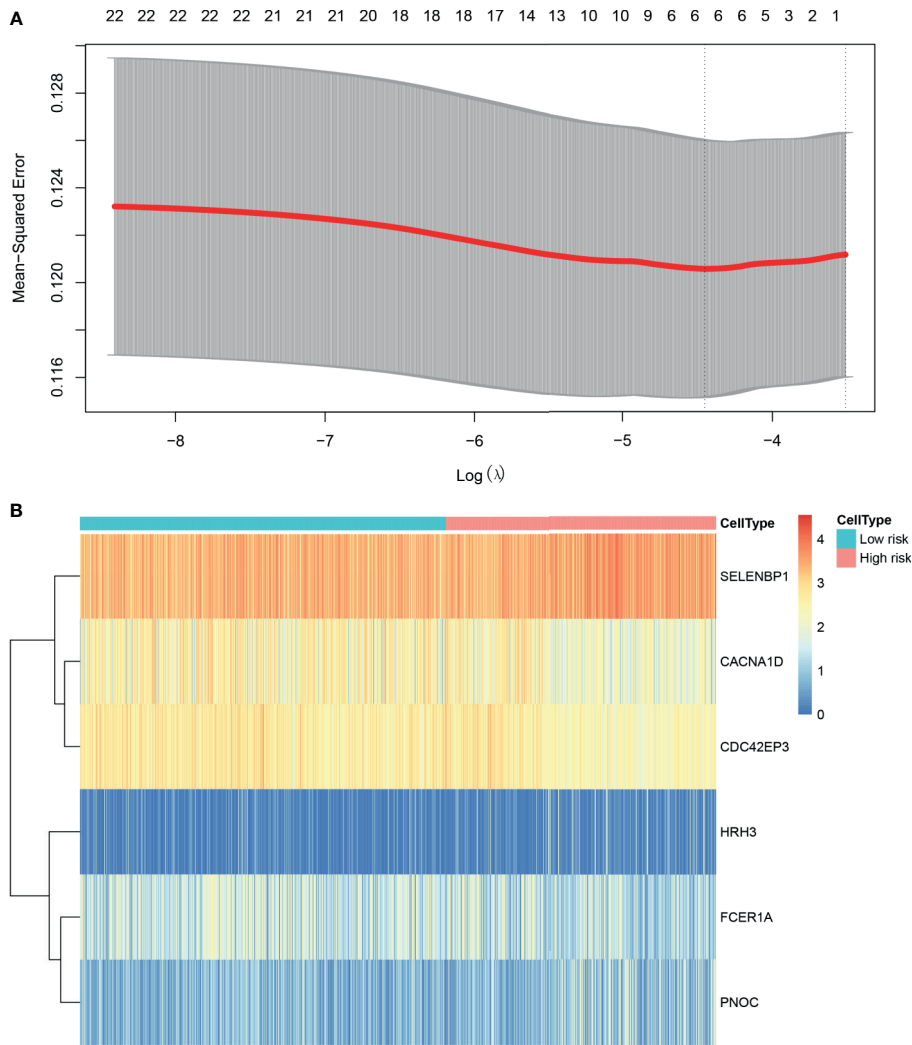 A
22 22 22 22 22 21 21 21 20 18 18 18 17 14 13 10 10 9 6 6 6 5 3 2 1
0.128
0.124
0.120
0.116
Mean-Squared Error
−8 −7 −6 −5 −4
Log (λ)
B
CellType
CellType
Low risk
High risk
4
3
2
1
0
SELENBP1
CACNA1D
CDC42EP3
HRH3
FCER1A
PNOC